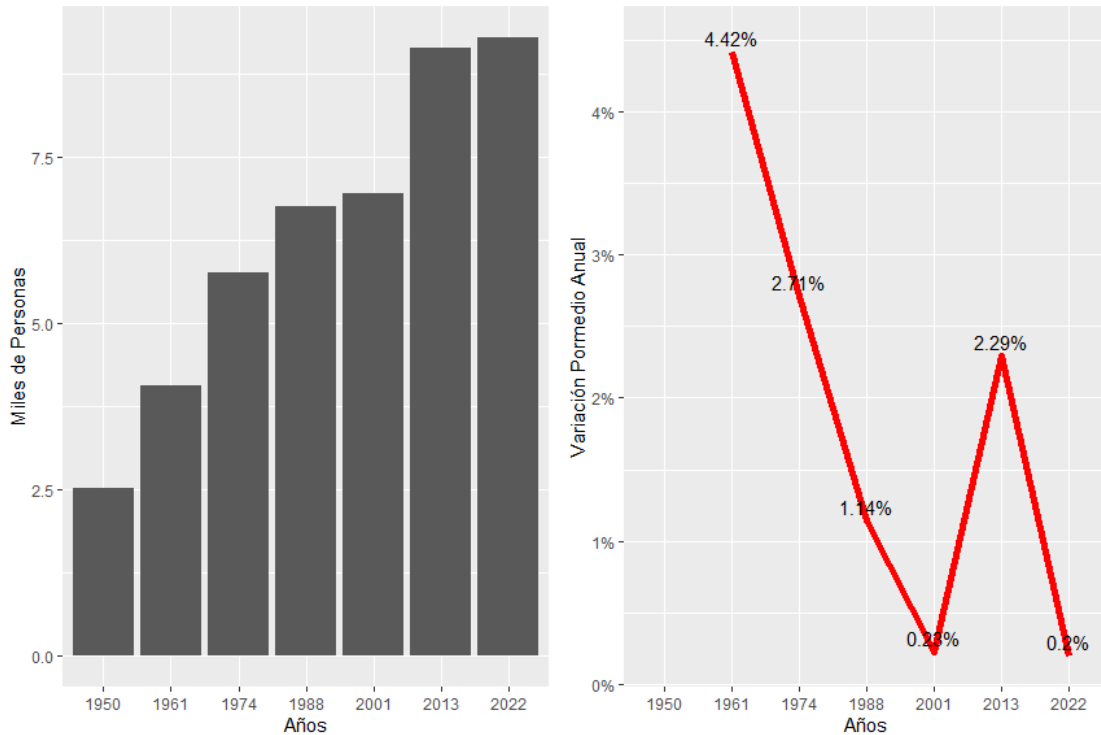 Miles de Personas
7.5
5.0
2.5
0.0
1950 1961 1974 1988 2001 2013 2022
Años
Variación Pormedio Anual
4%
3%
2%
1%
0%
4.42%
2.71%
1.14%
0.23%
2.29%
0.2%
1950 1961 1974 1988 2001 2013 2022
Años